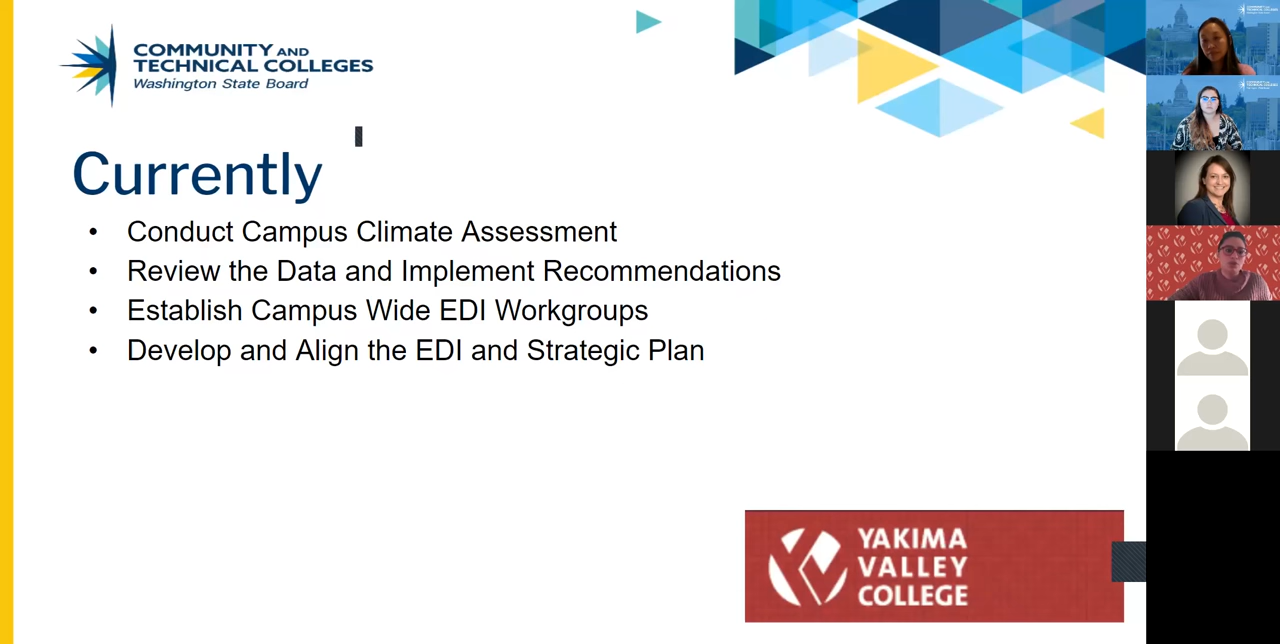 COMMUNITY AND
TECHNICAL COLLEGES
Washington State Board
Currently
• Conduct Campus Climate Assessment
• Review the Data and Implement Recommendations
• Establish Campus Wide EDI Workgroups
• Develop and Align the EDI and Strategic Plan
YAKIMA
VALLEY
COLLEGE